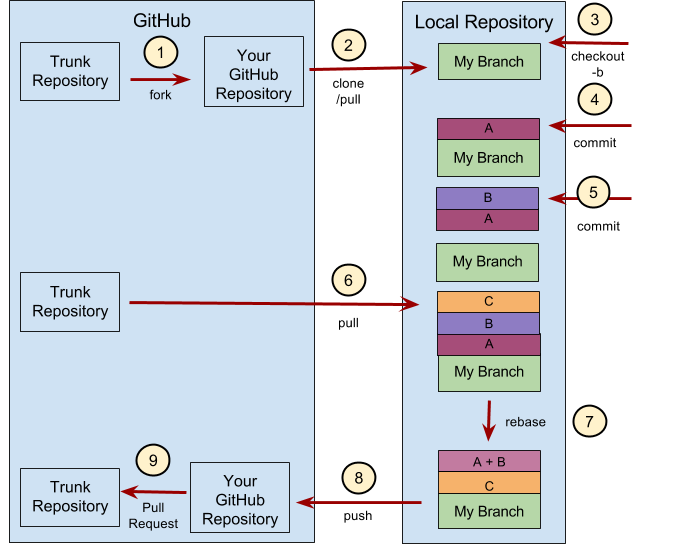 GitHub
Local Repository
Trunk
Repository
1
fork
Your
GitHub
Repository
2
clone
/pull
My Branch
3
checkout
-b
A
My Branch
4
commit
B
A
5
commit
My Branch
Trunk
Repository
6
pull
C
B
A
My Branch
rebase
7
A + B
C
My Branch
8
push
Your
GitHub
Repository
9
Pull
Request
Trunk
Repository